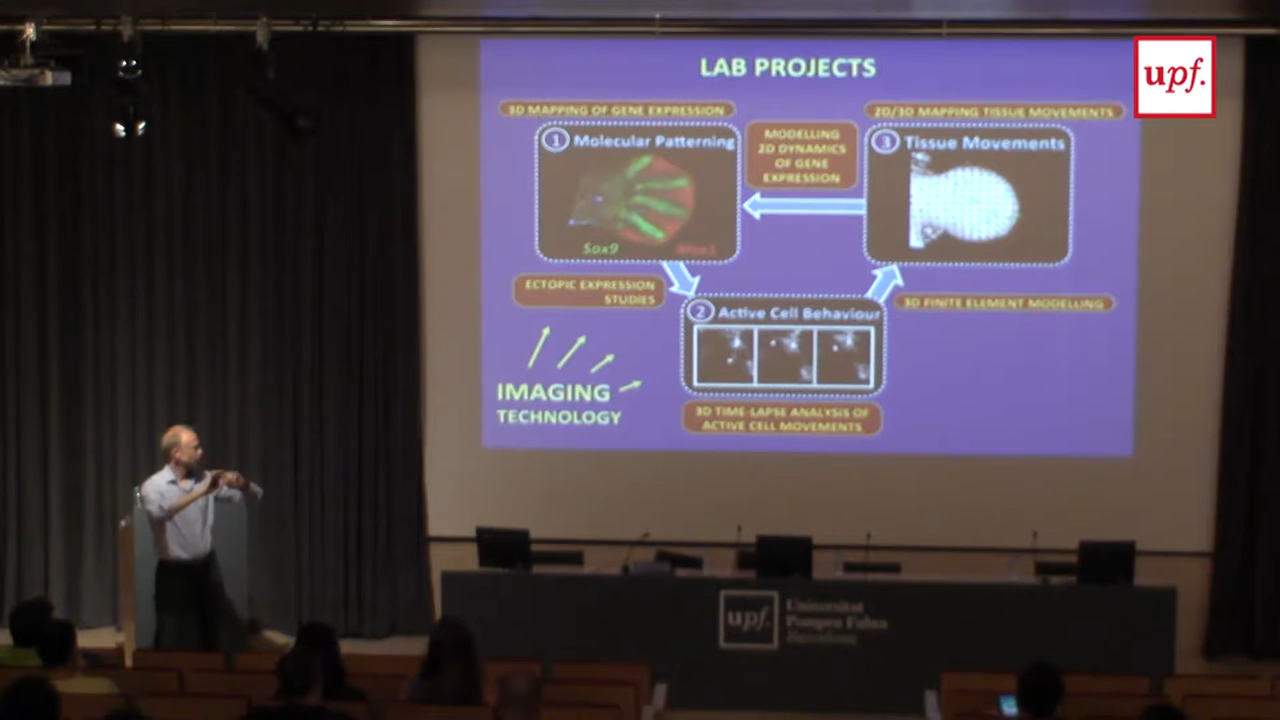 LAB PROJECTS
upf.
3D MAPPING OF GENE EXPRESSION
2D/3D MAPPING TISSUE MOVEMENTS
1 Molecular Patterning
MODELLING
2D DYNAMICS
OF GENE
EXPRESSION
3 Tissue Movements
Sox9
ECTOPIC EXPRESSION
STUDIES
2 Active Cell Behaviour
3D FINITE ELEMENT MODELLING
IMAGING
TECHNOLOGY
3D TIME-LAPSE ANALYSIS OF
ACTIVE CELL MOVEMENTS
upf.
Universitat
Pompeu Fabra
Barcelona